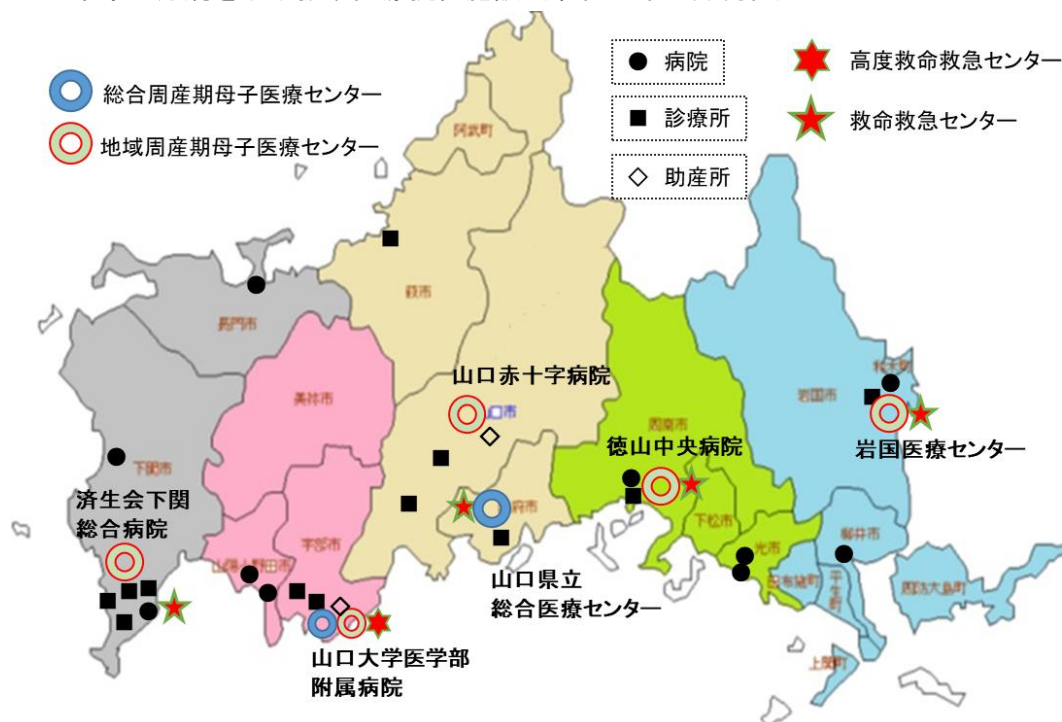 総合周産期母子医療センター
地域周産期母子医療センター
病院
診療所
助産所
高度救命救急センター
救命救急センター
阿武町
萩市
長門市
美祢市
山口赤十字病院
口市
下関市
済生会下関
総合病院
宇部市
山陽小野田市
府市
山口県立
総合医療センター
山口大学医学部
附属病院
周南市
徳山中央病院
下松市
光市
岩国市
和木町
岩国医療センター
柳井市
田布施町
平生町
周防大島町
上関町